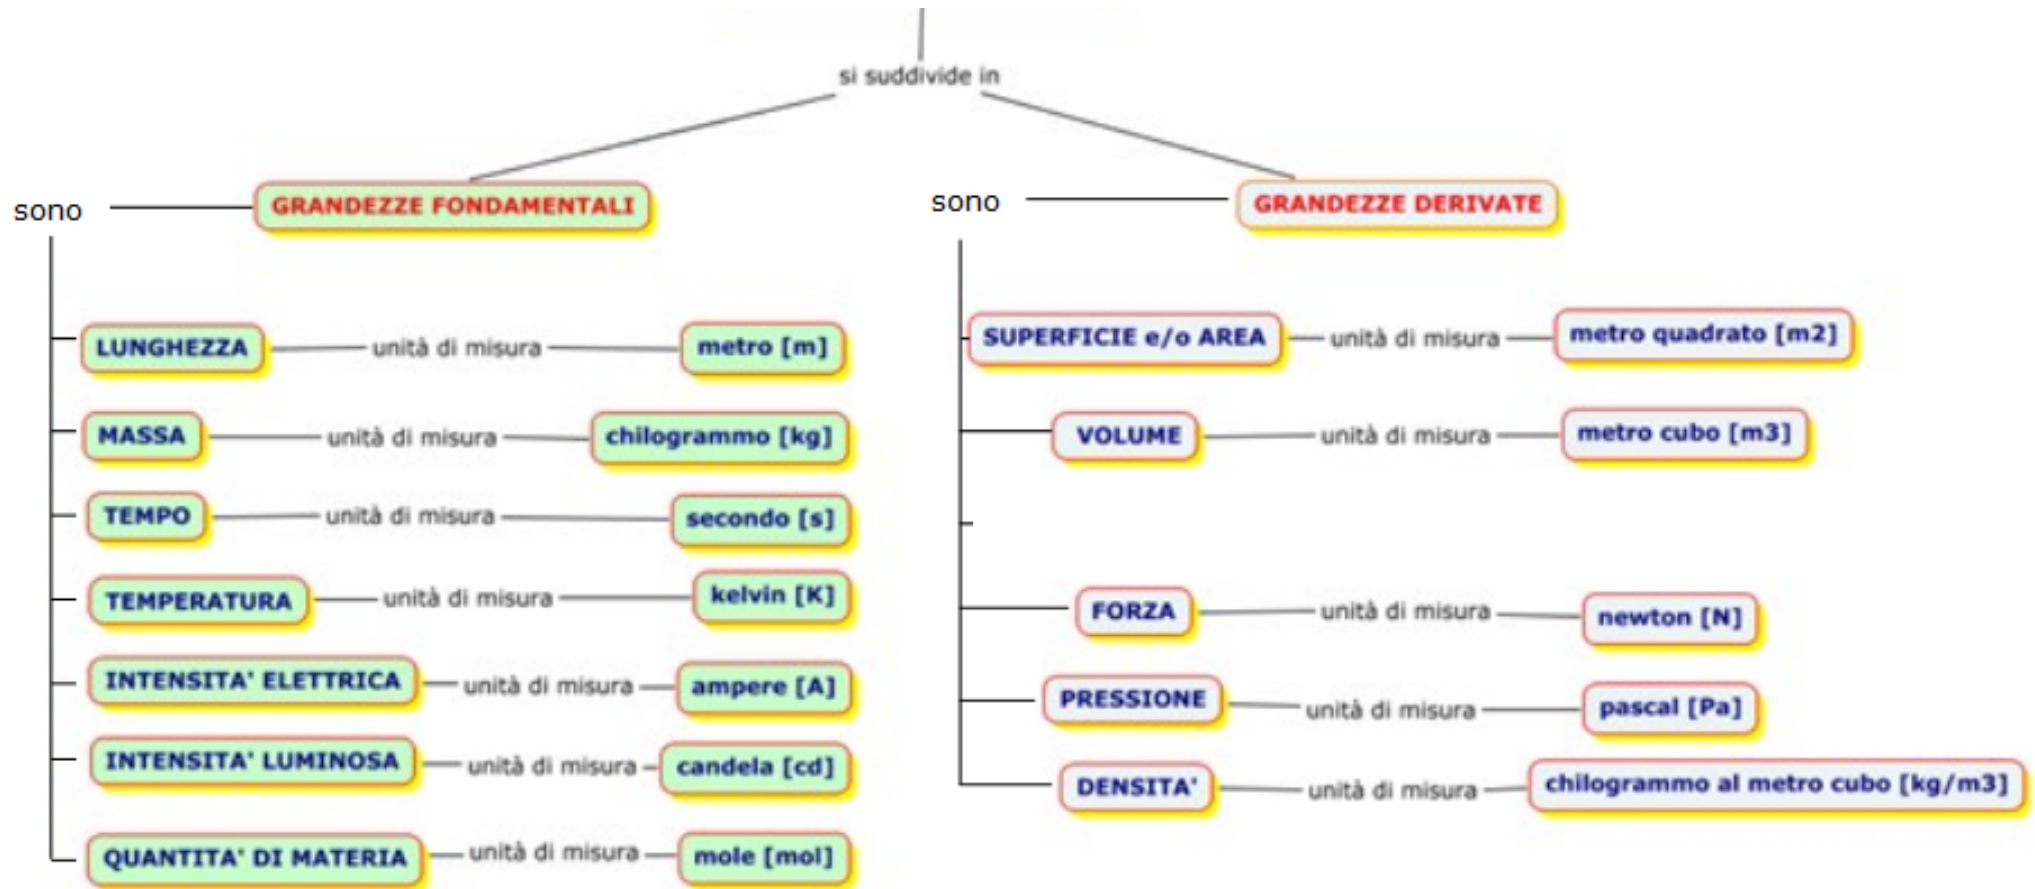 si suddivide in
sono GRANDEZZE FONDAMENTALI
LUNGHEZZA unità di misura metro [m]
MASSA unità di misura chilogrammo [kg]
TEMPO unità di misura secondo [s]
TEMPERATURA unità di misura kelvin [K]
INTENSITA' ELETTRICA unità di misura ampere [A]
INTENSITA' LUMINOSA unità di misura candela [cd]
QUANTITA' DI MATERIA unità di misura mole [mol]
sono GRANDEZZE DERIVATE
SUPERFICIE e/o AREA unità di misura metro quadrato [m2]
VOLUME unità di misura metro cubo [m3]
FORZA unità di misura newton [N]
PRESSIONE unità di misura pascal [Pa]
DENSITA' unità di misura chilogrammo al metro cubo [kg/m3]